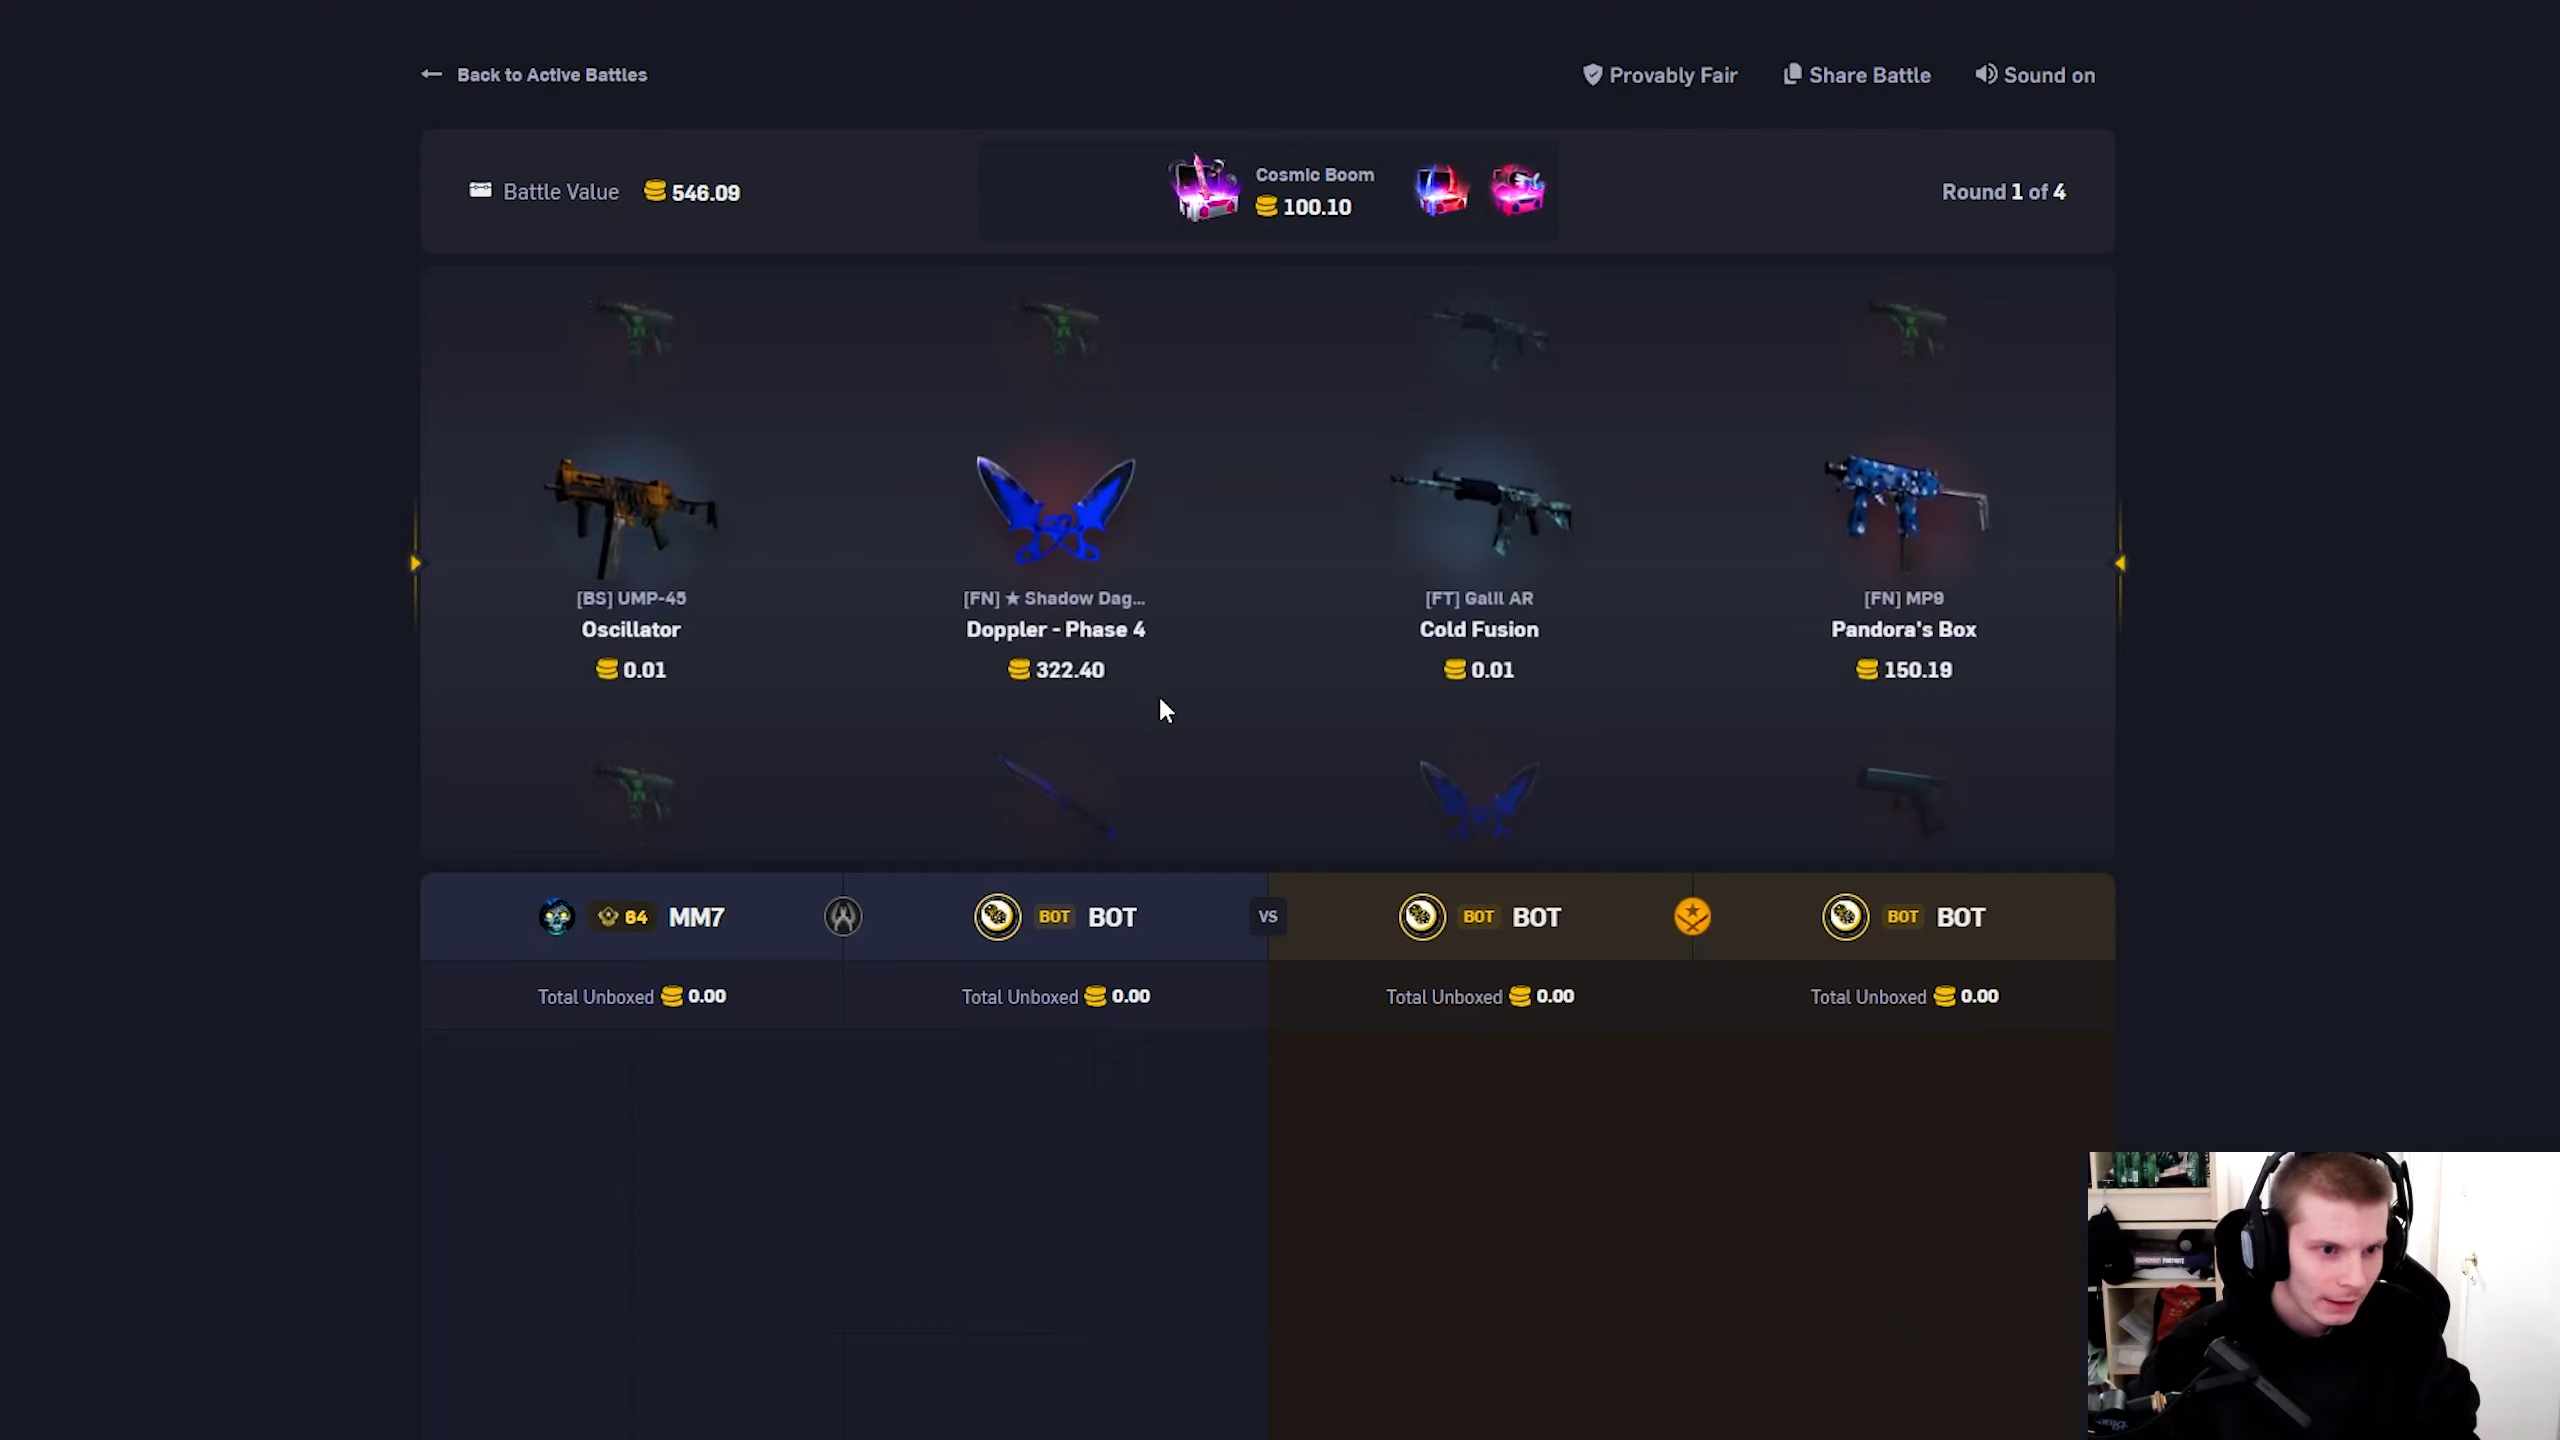 Back to Active Battles
Provably Fair
Share Battle
Sound on
Battle Value 546.09
Cosmic Boom
100.10
Round 1 of 4
[BS] UMP-45
Oscillator
0.01
[FN] ★ Shadow Dag...
Doppler - Phase 4
322.40
[FT] Galil AR
Cold Fusion
0.01
[FN] MP9
Pandora's Box
150.19
64 MM7
BOT BOT
VS
BOT BOT
BOT BOT
Total Unboxed 0.00
Total Unboxed 0.00
Total Unboxed 0.00
Total Unboxed 0.00